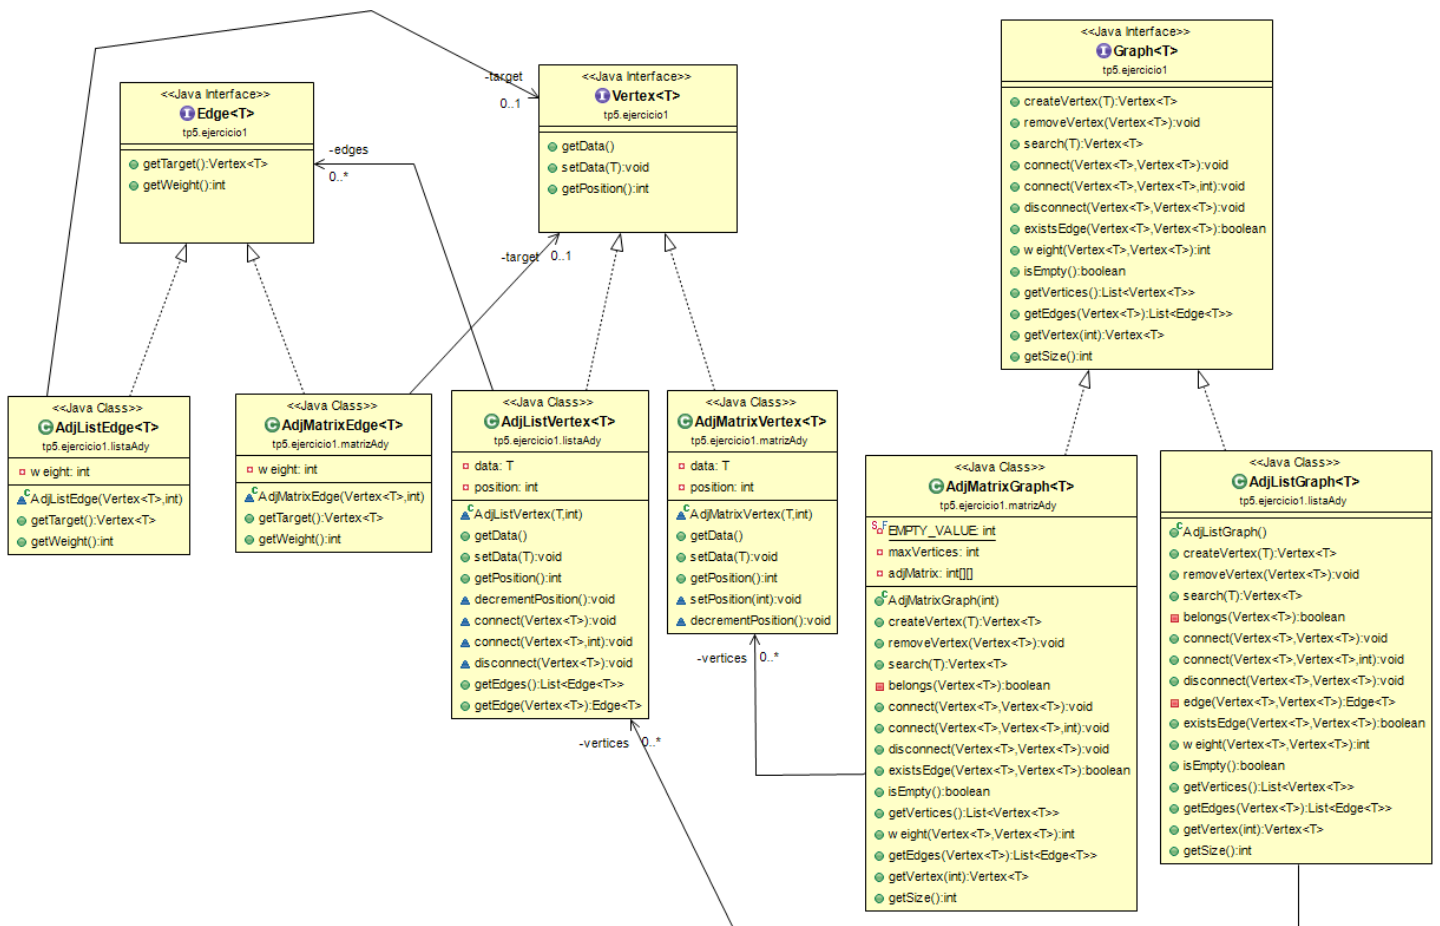 <<Java Interface>>
Edge<T>
tp5.ejercicio1
getTarget():Vertex<T>
getWeight():int
-edges
0..*
-target
0..1
<<Java Interface>>
Vertex<T>
tp5.ejercicio1
getData()
setData(T):void
getPosition():int
-target
0..1
<<Java Interface>>
Graph<T>
tp5.ejercicio1
createVertex(T):Vertex<T>
removeVertex(Vertex<T>):void
search(T):Vertex<T>
connect(Vertex<T>,Vertex<T>):void
connect(Vertex<T>,Vertex<T>,int):void
disconnect(Vertex<T>,Vertex<T>):void
existsEdge(Vertex<T>,Vertex<T>):boolean
weight(Vertex<T>,Vertex<T>):int
isEmpty():boolean
getVertices():List<Vertex<T>>
getEdges(Vertex<T>):List<Edge<T>>
getVertex(int):Vertex<T>
getSize():int
<<Java Class>>
AdjListEdge<T>
tp5.ejercicio1.listaAdy
weight: int
AdjListEdge(Vertex<T>,int)
getTarget():Vertex<T>
getWeight():int
<<Java Class>>
AdjMatrixEdge<T>
tp5.ejercicio1.matrizAdy
weight: int
AdjMatrixEdge(Vertex<T>,int)
getTarget():Vertex<T>
getWeight():int
<<Java Class>>
AdjListVertex<T>
tp5.ejercicio1.listaAdy
data: T
position: int
AdjListVertex(T,int)
getData()
setData(T):void
getPosition():int
decrementPosition():void
connect(Vertex<T>):void
connect(Vertex<T>,int):void
disconnect(Vertex<T>):void
getEdges():List<Edge<T>>
getEdge(Vertex<T>):Edge<T>
-vertices
0..*
<<Java Class>>
AdjMatrixVertex<T>
tp5.ejercicio1.matrizAdy
data: T
position: int
AdjMatrixVertex(T,int)
getData()
setData(T):void
getPosition():int
setPosition(int):void
decrementPosition():void
-vertices
0..*
<<Java Class>>
AdjMatrixGraph<T>
tp5.ejercicio1.matrizAdy
EMPTY_VALUE: int
maxVertices: int
adjMatrix: int[][]
AdjMatrixGraph(int)
createVertex(T):Vertex<T>
removeVertex(Vertex<T>):void
search(T):Vertex<T>
belongs(Vertex<T>):boolean
connect(Vertex<T>,Vertex<T>):void
connect(Vertex<T>,Vertex<T>,int):void
disconnect(Vertex<T>,Vertex<T>):void
existsEdge(Vertex<T>,Vertex<T>):boolean
isEmpty():boolean
getVertices():List<Vertex<T>>
weight(Vertex<T>,Vertex<T>):int
getEdges(Vertex<T>):List<Edge<T>>
getVertex(int):Vertex<T>
getSize():int
<<Java Class>>
AdjListGraph<T>
tp5.ejercicio1.listaAdy
AdjListGraph()
createVertex(T):Vertex<T>
removeVertex(Vertex<T>):void
search(T):Vertex<T>
belongs(Vertex<T>):boolean
connect(Vertex<T>,Vertex<T>):void
connect(Vertex<T>,Vertex<T>,int):void
disconnect(Vertex<T>,Vertex<T>):void
edge(Vertex<T>,Vertex<T>):Edge<T>
existsEdge(Vertex<T>,Vertex<T>):boolean
weight(Vertex<T>,Vertex<T>):int
isEmpty():boolean
getVertices():List<Vertex<T>>
getEdges(Vertex<T>):List<Edge<T>>
getVertex(int):Vertex<T>
getSize():int